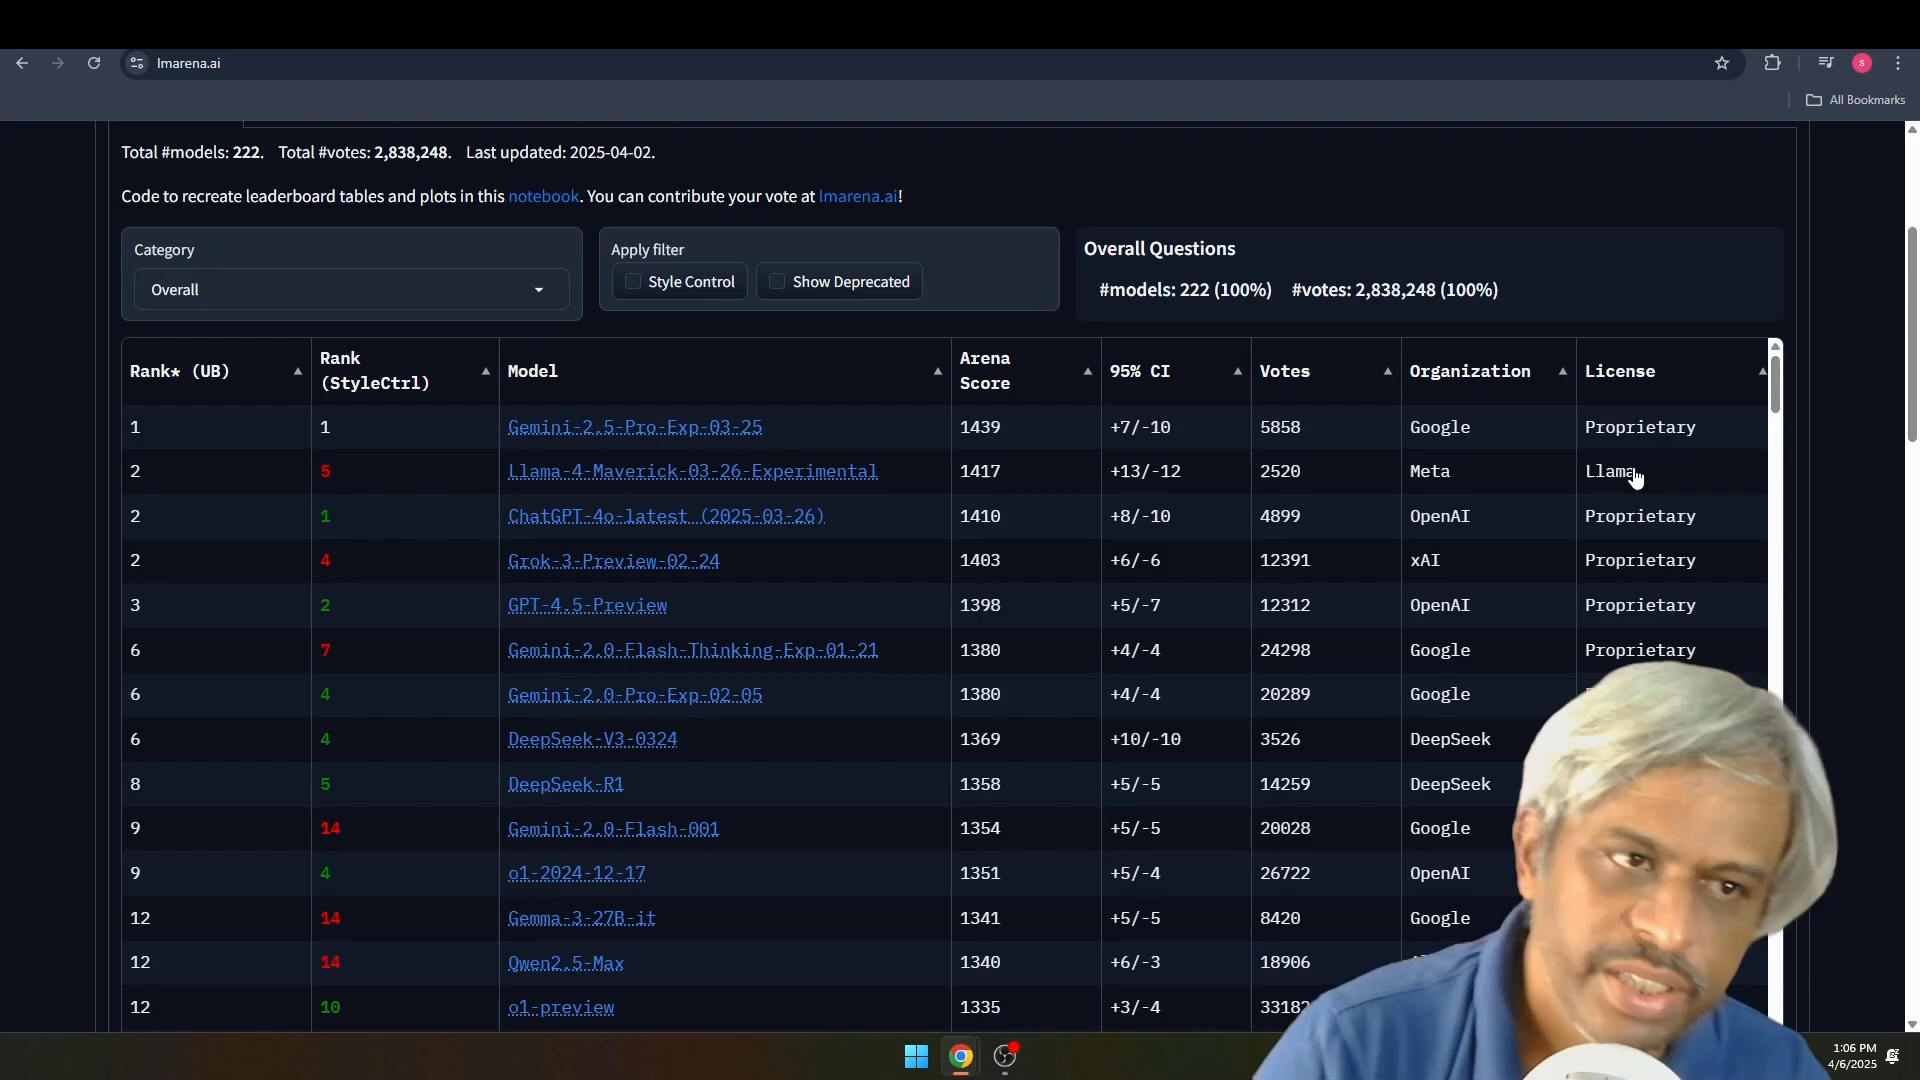 lmarena.ai
All Bookmarks
Total #models: 222. Total #votes: 2,838,248. Last updated: 2025-04-02.
Code to recreate leaderboard tables and plots in this notebook. You can contribute your vote at lmarena.ai!
Category
Overall
Apply filter
Style Control
Show Deprecated
Overall Questions
#models: 222 (100%) #votes: 2,838,248 (100%)
Rank* (UB) Rank (StyleCtrl) Model Arena Score 95% CI Votes Organization License
1 1 Gemini-2.5-Pro-Exp-03-25 1439 +7/-10 5858 Google Proprietary
2 5 Llama-4-Maverick-03-26-Experimental 1417 +13/-12 2520 Meta Llama
2 1 ChatGPT-4o-latest (2025-03-26) 1410 +8/-10 4899 OpenAI Proprietary
2 4 Grok-3-Preview-02-24 1403 +6/-6 12391 xAI Proprietary
3 2 GPT-4.5-Preview 1398 +5/-7 12312 OpenAI Proprietary
6 7 Gemini-2.0-Flash-Thinking-Exp-01-21 1380 +4/-4 24298 Google Proprietary
6 4 Gemini-2.0-Pro-Exp-02-05 1380 +4/-4 20289 Google
6 4 DeepSeek-V3-0324 1369 +10/-10 3526 DeepSeek
8 5 DeepSeek-R1 1358 +5/-5 14259 DeepSeek
9 14 Gemini-2.0-Flash-001 1354 +5/-5 20028 Google
9 4 o1-2024-12-17 1351 +5/-4 26722 OpenAI
12 14 Gemma-3-27B-it 1341 +5/-5 8420 Google
12 14 Qwen2.5-Max 1340 +6/-3 18906
12 10 o1-preview 1335 +3/-4 33182
1:06 PM
4/6/2025